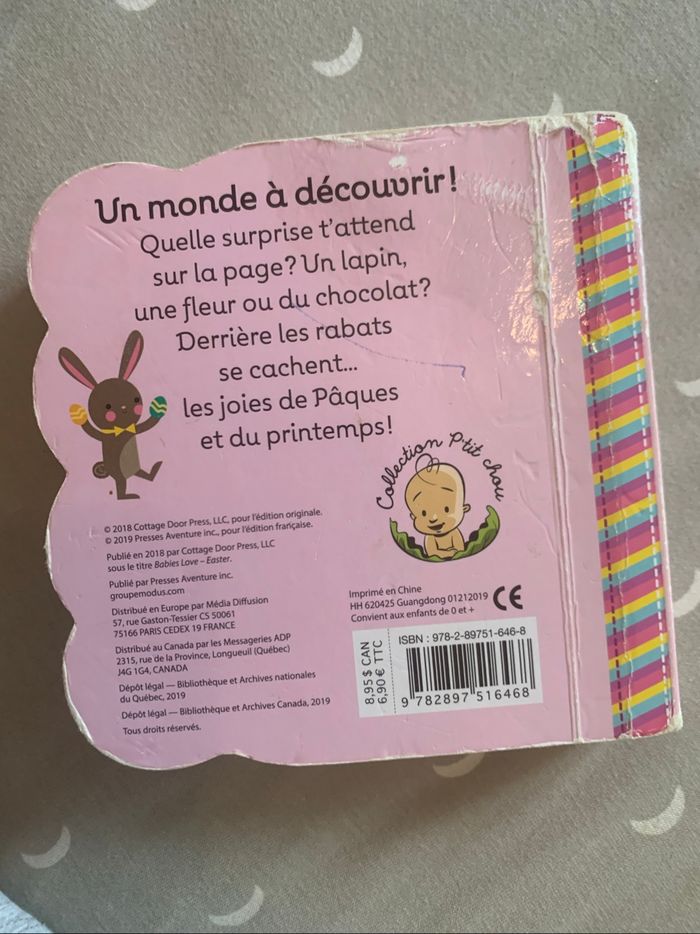 Un monde à découvrir!
Quelle surprise t'attend
sur la page? Un lapin,
une fleur ou du chocolat?
Derrière les rabats
se cachent...
les joies de Pâques
et du printemps!
Collection P'tit chou
© 2018 Cottage Door Press, LLC, pour l'édition originale.
© 2019 Presses Aventure inc., pour l'édition française.
Publié en 2018 par Cottage Door Press, LLC
sous le titre Babies Love – Easter.
Publié par Presses Aventure inc.
groupemodus.com
Distribué en Europe par Média Diffusion
57, rue Gaston-Tessier CS 50061
75166 PARIS CEDEX 19 FRANCE
Distribué au Canada par les Messageries ADP
2315, rue de la Province, Longueuil (Québec)
J4G 1G4, CANADA
Dépôt légal — Bibliothèque et Archives nationales
du Québec, 2019
Dépôt légal — Bibliothèque et Archives Canada, 2019
Tous droits réservés.
Imprimé en Chine
HH 620425 Guangdong 01212019
Convient aux enfants de 0 et +
CE
8,95 $ CAN
6,90 € TTC
ISBN : 978-2-89751-646-8
9 782897 516468